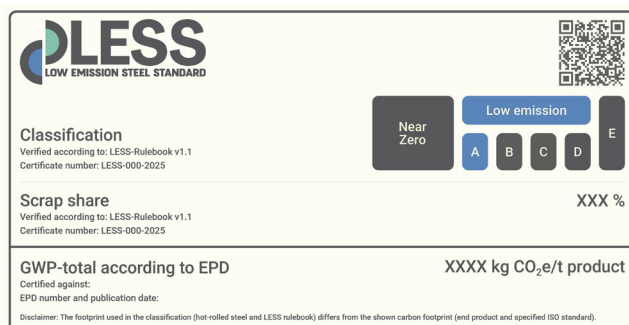 LESS
LOW EMISSION STEEL STANDARD
Near Zero
Low emission
A B C D E
Classification
Verified according to: LESS-Rulebook v1.1
Certificate number: LESS-000-2025
Scrap share XXX %
Verified according to: LESS-Rulebook v1.1
Certificate number: LESS-000-2025
GWP-total according to EPD XXXX kg CO₂e/t product
Certified against:
EPD number and publication date:
Disclaimer: The footprint used in the classification (hot-rolled steel and LESS rulebook) differs from the shown carbon footprint (end product and specified ISO standard).